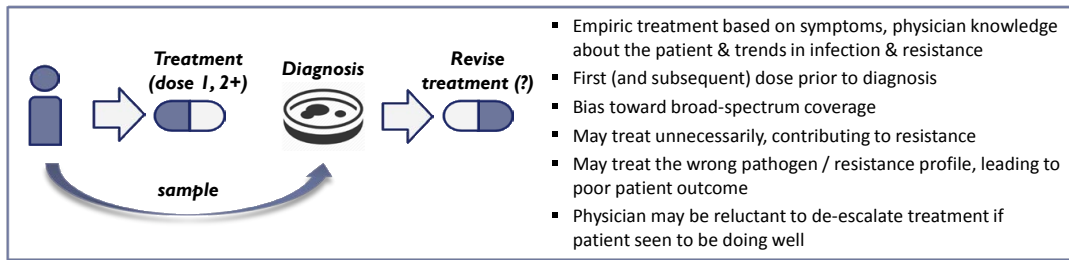 Treatment
(dose 1, 2+)
Diagnosis
Revise
treatment (?)
sample
▪ Empiric treatment based on symptoms, physician knowledge
about the patient & trends in infection & resistance
▪ First (and subsequent) dose prior to diagnosis
▪ Bias toward broad-spectrum coverage
▪ May treat unnecessarily, contributing to resistance
▪ May treat the wrong pathogen / resistance profile, leading to
poor patient outcome
▪ Physician may be reluctant to de-escalate treatment if
patient seen to be doing well